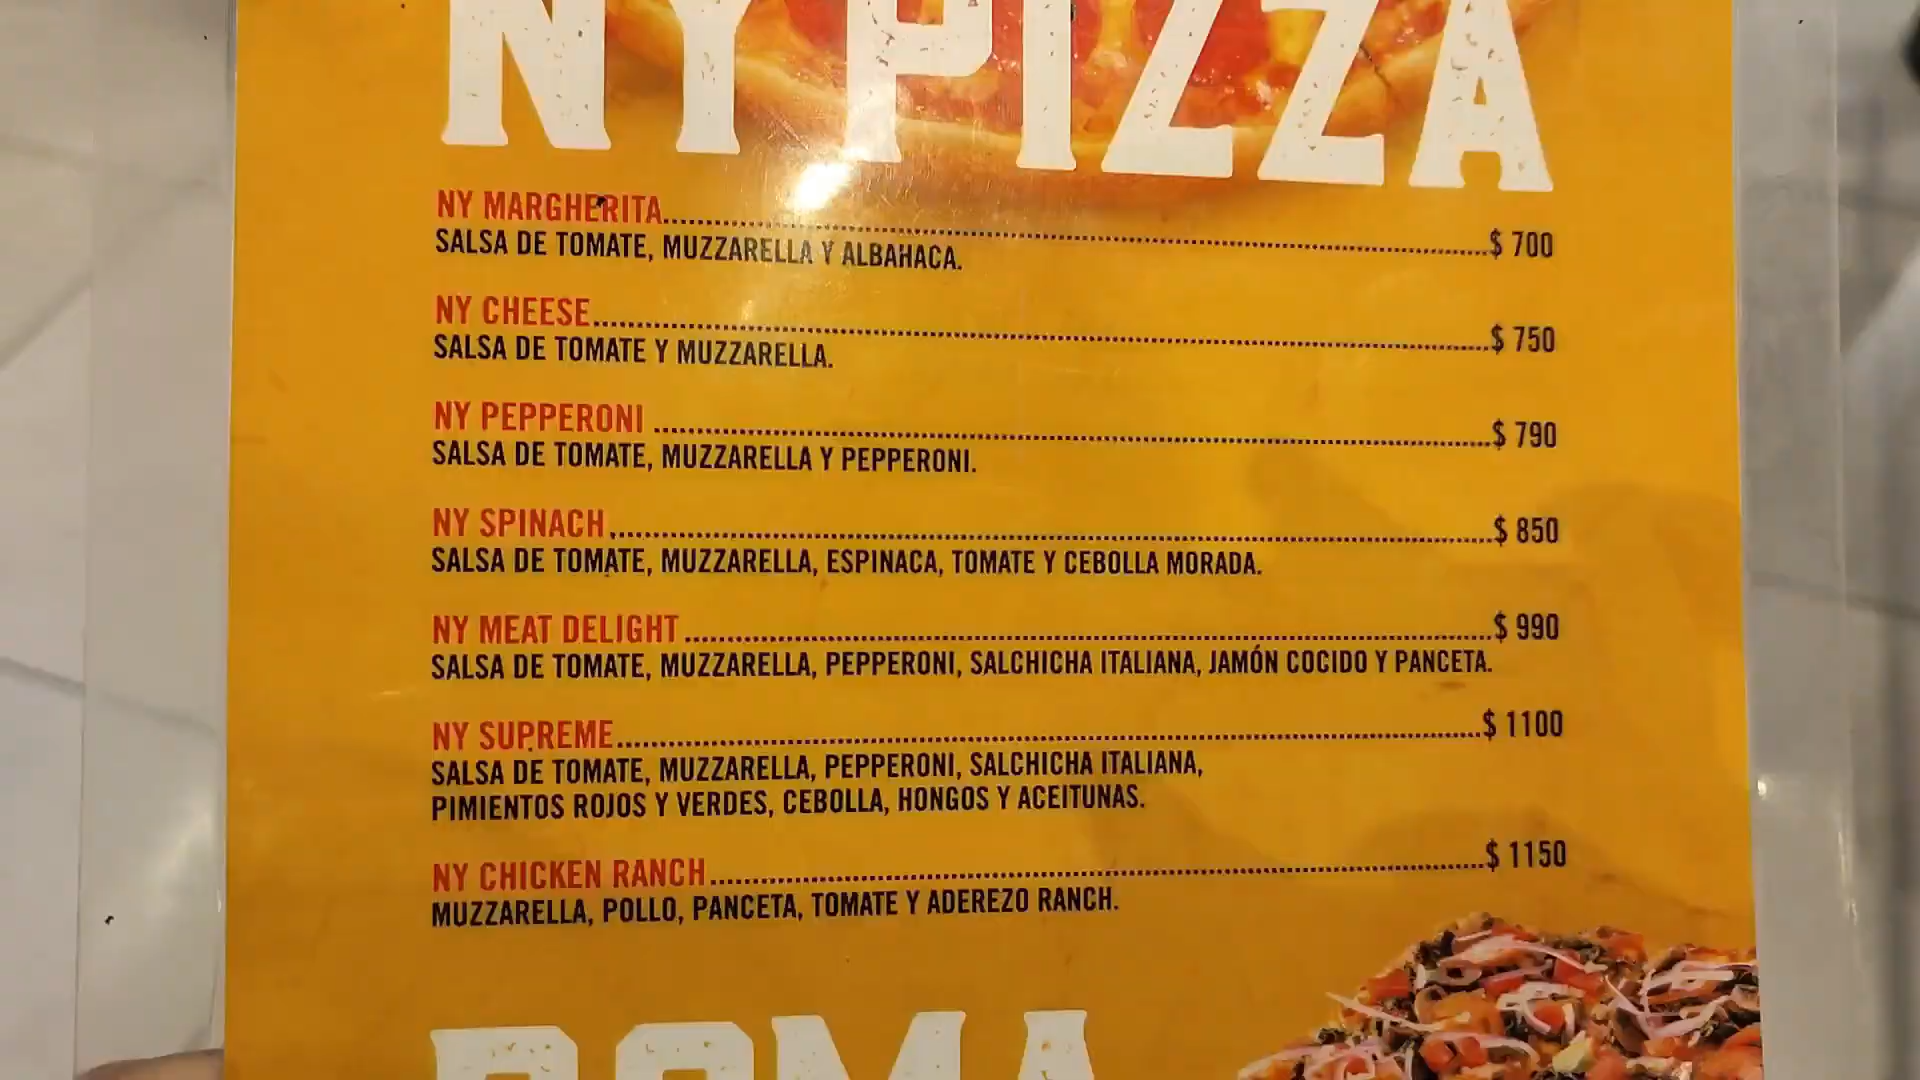 NY PIZZA
NY MARGHERITA........................$ 700
SALSA DE TOMATE, MUZZARELLA Y ALBAHACA.
NY CHEESE........................$ 750
SALSA DE TOMATE Y MUZZARELLA.
NY PEPPERONI ........................$ 790
SALSA DE TOMATE, MUZZARELLA Y PEPPERONI.
NY SPINACH........................$ 850
SALSA DE TOMATE, MUZZARELLA, ESPINACA, TOMATE Y CEBOLLA MORADA.
NY MEAT DELIGHT........................$ 990
SALSA DE TOMATE, MUZZARELLA, PEPPERONI, SALCHICHA ITALIANA, JAMÓN COCIDO Y PANCETA.
NY SUPREME........................$ 1100
SALSA DE TOMATE, MUZZARELLA, PEPPERONI, SALCHICHA ITALIANA,
PIMIENTOS ROJOS Y VERDES, CEBOLLA, HONGOS Y ACEITUNAS.
NY CHICKEN RANCH........................$ 1150
MUZZARELLA, POLLO, PANCETA, TOMATE Y ADEREZO RANCH.
ROMA